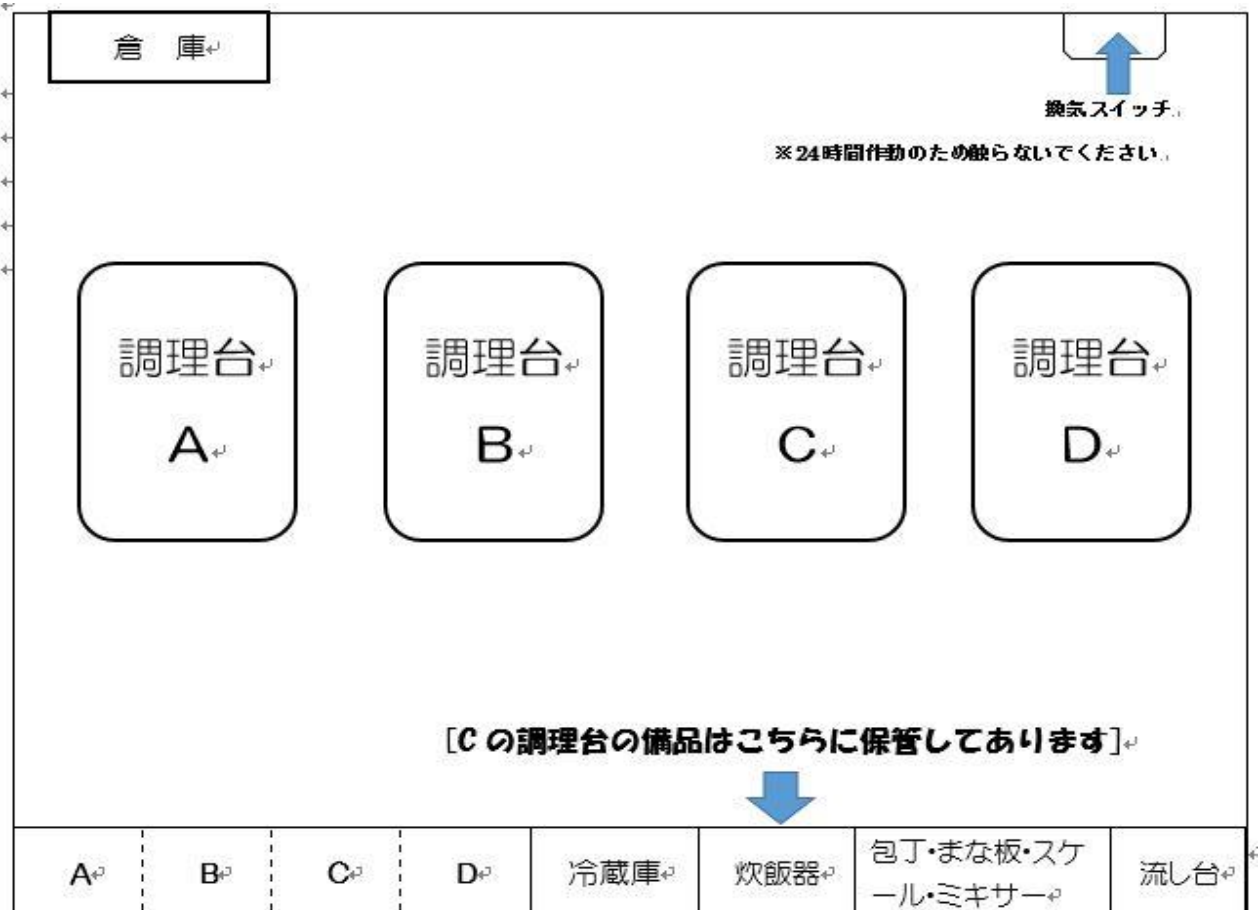 倉 庫
換気スイッチ
※24時間作動のため触らないでください
調理台
A
調理台
B
調理台
C
調理台
D
[Cの調理台の備品はこちらに保管してあります]
A
B
C
D
冷蔵庫
炊飯器
包丁・まな板・スケ
ール・ミキサー
流し台